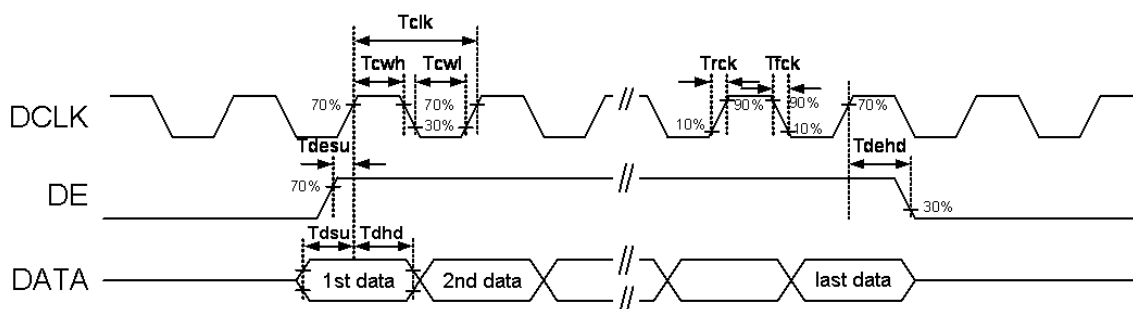 Tclk
Tcwh Tcwl Trck Tfck
DCLK 70% 70% 30% 10% 90% 90% 10% 70%
Tdesu Tdehd
DE 70% 30%
Tdsu Tdhd
DATA 1st data 2nd data last data